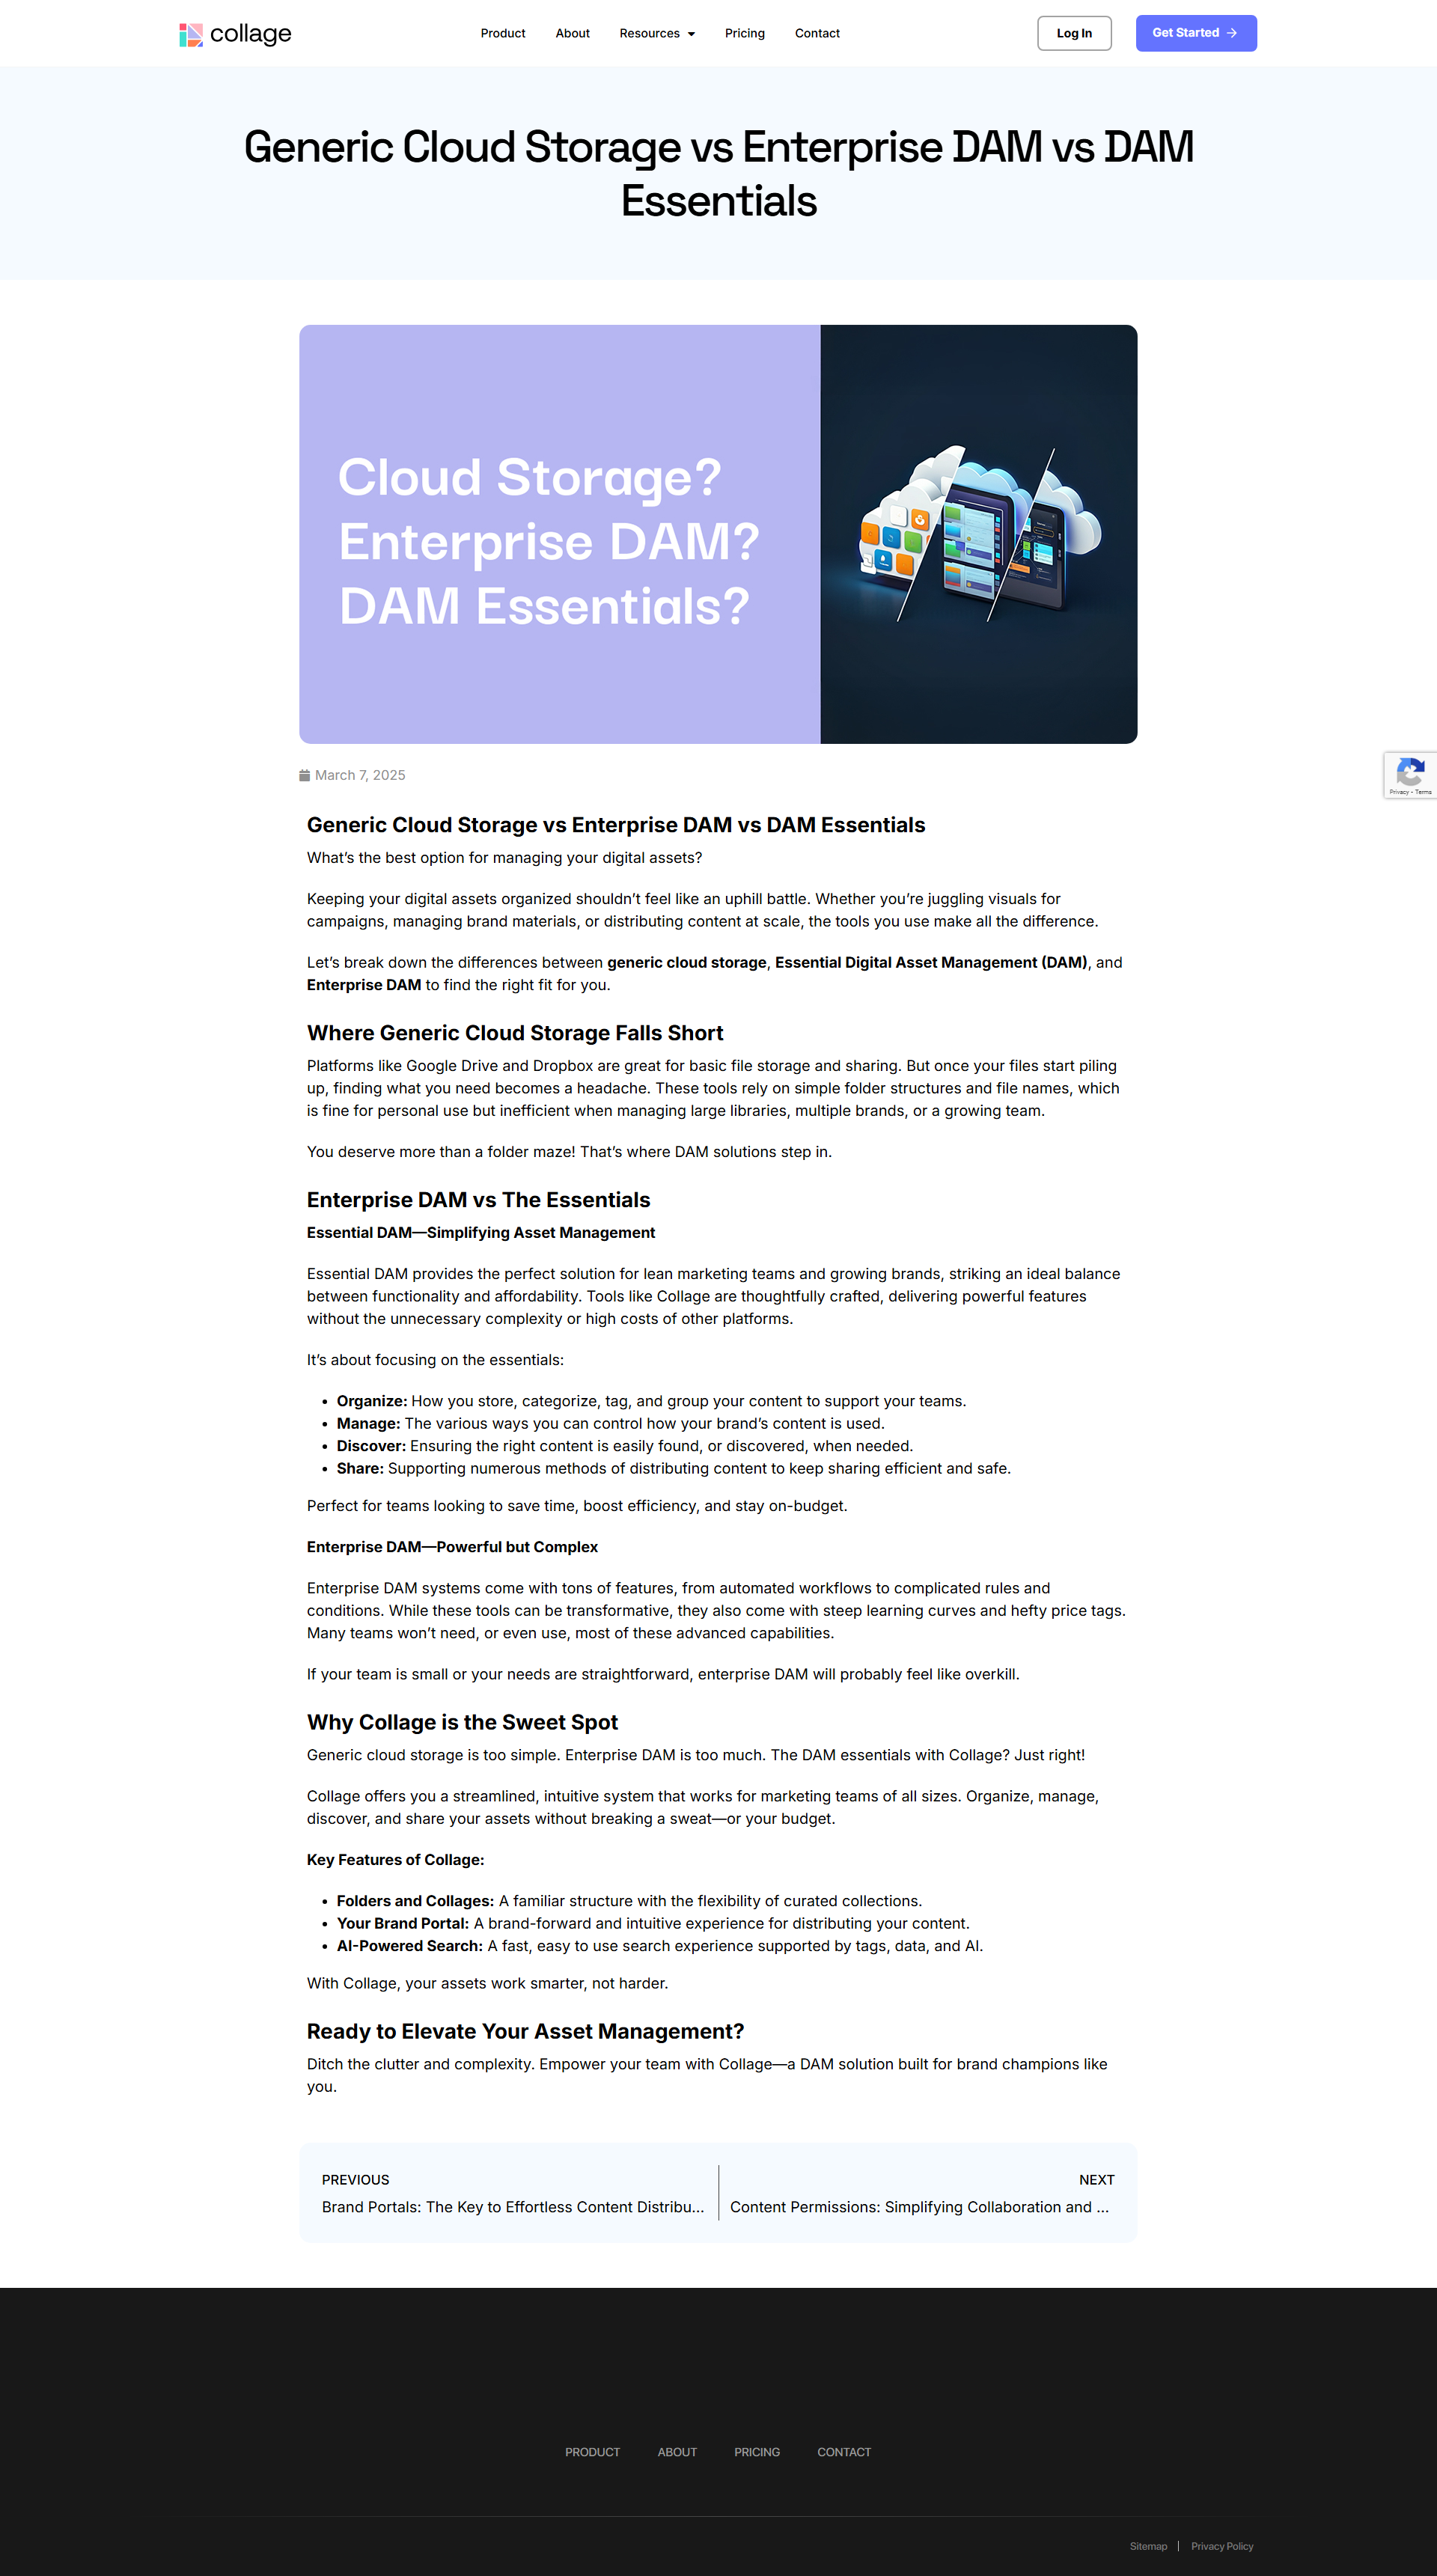 collage
Product
About
Resources
Pricing
Contact
Log In
Get Started
Generic Cloud Storage vs Enterprise DAM vs DAM
Essentials
Cloud Storage?
Enterprise DAM?
DAM Essentials?
March 7, 2025
Privacy - Terms
Generic Cloud Storage vs Enterprise DAM vs DAM Essentials
What’s the best option for managing your digital assets?
Keeping your digital assets organized shouldn’t feel like an uphill battle. Whether you’re juggling visuals for
campaigns, managing brand materials, or distributing content at scale, the tools you use make all the difference.
Let’s break down the differences between generic cloud storage, Essential Digital Asset Management (DAM), and
Enterprise DAM to find the right fit for you.
Where Generic Cloud Storage Falls Short
Platforms like Google Drive and Dropbox are great for basic file storage and sharing. But once your files start piling
up, finding what you need becomes a headache. These tools rely on simple folder structures and file names, which
is fine for personal use but inefficient when managing large libraries, multiple brands, or a growing team.
You deserve more than a folder maze! That’s where DAM solutions step in.
Enterprise DAM vs The Essentials
Essential DAM—Simplifying Asset Management
Essential DAM provides the perfect solution for lean marketing teams and growing brands, striking an ideal balance
between functionality and affordability. Tools like Collage are thoughtfully crafted, delivering powerful features
without the unnecessary complexity or high costs of other platforms.
It’s about focusing on the essentials:
• Organize: How you store, categorize, tag, and group your content to support your teams.
• Manage: The various ways you can control how your brand’s content is used.
• Discover: Ensuring the right content is easily found, or discovered, when needed.
• Share: Supporting numerous methods of distributing content to keep sharing efficient and safe.
Perfect for teams looking to save time, boost efficiency, and stay on-budget.
Enterprise DAM—Powerful but Complex
Enterprise DAM systems come with tons of features, from automated workflows to complicated rules and
conditions. While these tools can be transformative, they also come with steep learning curves and hefty price tags.
Many teams won’t need, or even use, most of these advanced capabilities.
If your team is small or your needs are straightforward, enterprise DAM will probably feel like overkill.
Why Collage is the Sweet Spot
Generic cloud storage is too simple. Enterprise DAM is too much. The DAM essentials with Collage? Just right!
Collage offers you a streamlined, intuitive system that works for marketing teams of all sizes. Organize, manage,
discover, and share your assets without breaking a sweat—or your budget.
Key Features of Collage:
• Folders and Collages: A familiar structure with the flexibility of curated collections.
• Your Brand Portal: A brand-forward and intuitive experience for distributing your content.
• AI-Powered Search: A fast, easy to use search experience supported by tags, data, and AI.
With Collage, your assets work smarter, not harder.
Ready to Elevate Your Asset Management?
Ditch the clutter and complexity. Empower your team with Collage—a DAM solution built for brand champions like
you.
PREVIOUS
Brand Portals: The Key to Effortless Content Distribu...
NEXT
Content Permissions: Simplifying Collaboration and ...
PRODUCT
ABOUT
PRICING
CONTACT
Sitemap
Privacy Policy